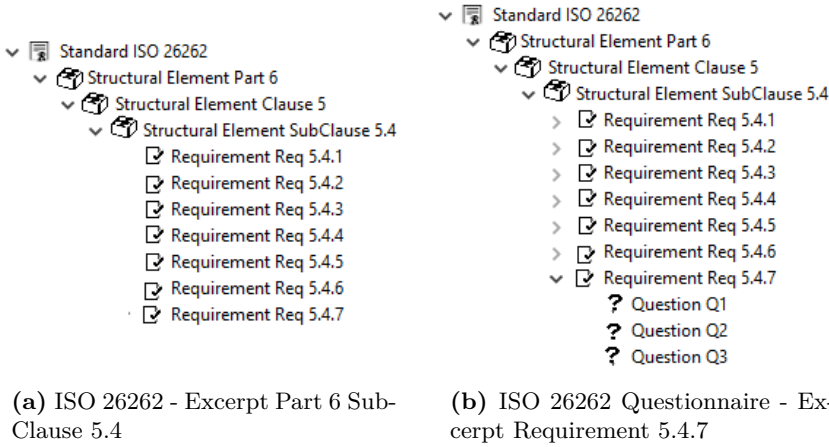 Standard ISO 26262
Structural Element Part 6
Structural Element Clause 5
Structural Element SubClause 5.4
Requirement Req 5.4.1
Requirement Req 5.4.2
Requirement Req 5.4.3
Requirement Req 5.4.4
Requirement Req 5.4.5
Requirement Req 5.4.6
Requirement Req 5.4.7
(a) ISO 26262 - Excerpt Part 6 Sub-
Clause 5.4
Standard ISO 26262
Structural Element Part 6
Structural Element Clause 5
Structural Element SubClause 5.4
Requirement Req 5.4.1
Requirement Req 5.4.2
Requirement Req 5.4.3
Requirement Req 5.4.4
Requirement Req 5.4.5
Requirement Req 5.4.6
Requirement Req 5.4.7
? Question Q1
? Question Q2
? Question Q3
(b) ISO 26262 Questionnaire - Ex-
cerpt Requirement 5.4.7